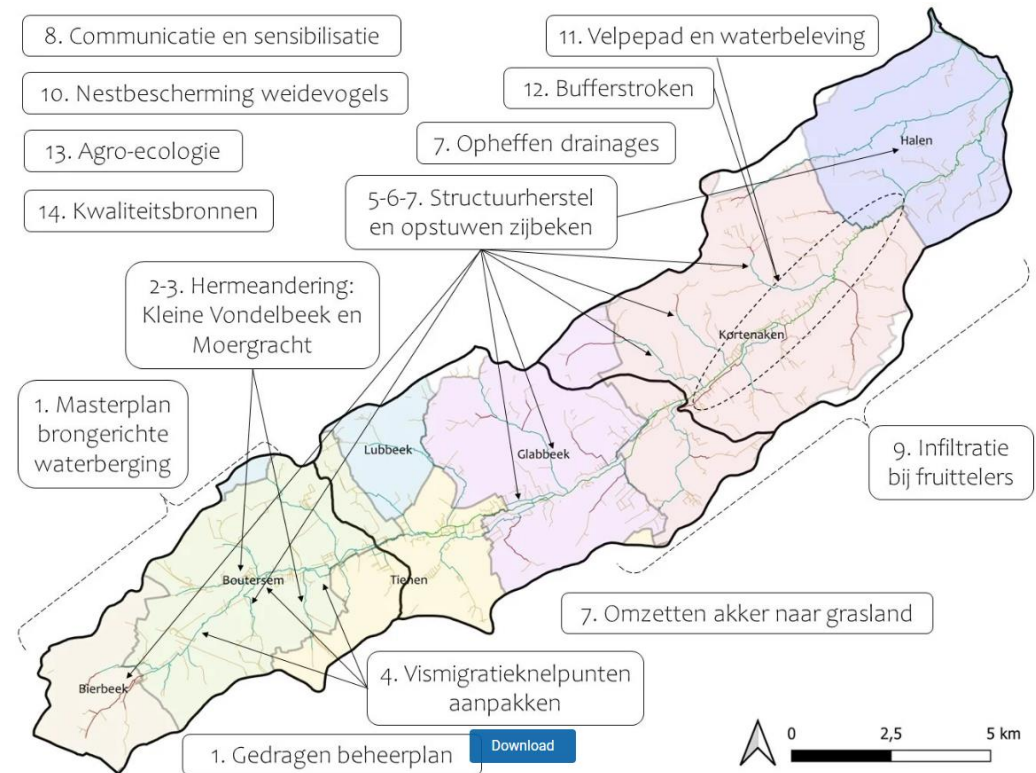 8. Communicatie en sensibilisatie
10. Nestbescherming weidevogels
13. Agro-ecologie
14. Kwaliteitsbronnen
11. Velpepad en waterbeleving
12. Bufferstroken
7. Opheffen drainages
5-6-7. Structuurherstel
en opstuwen zijbeken
2-3. Hermeandering:
Kleine Vondelbeek en
Moergracht
1. Masterplan
brongerichte
waterberging
Halen
Kortenaken
Lubbeek
Glabbeek
Boutersem
Tienen
Bierbeek
9. Infiltratie
bij fruittelers
7. Omzetten akker naar grasland
4. Vismigratieknelpunten
aanpakken
1. Gedragen beheerplan
Download
0 2,5 5 km